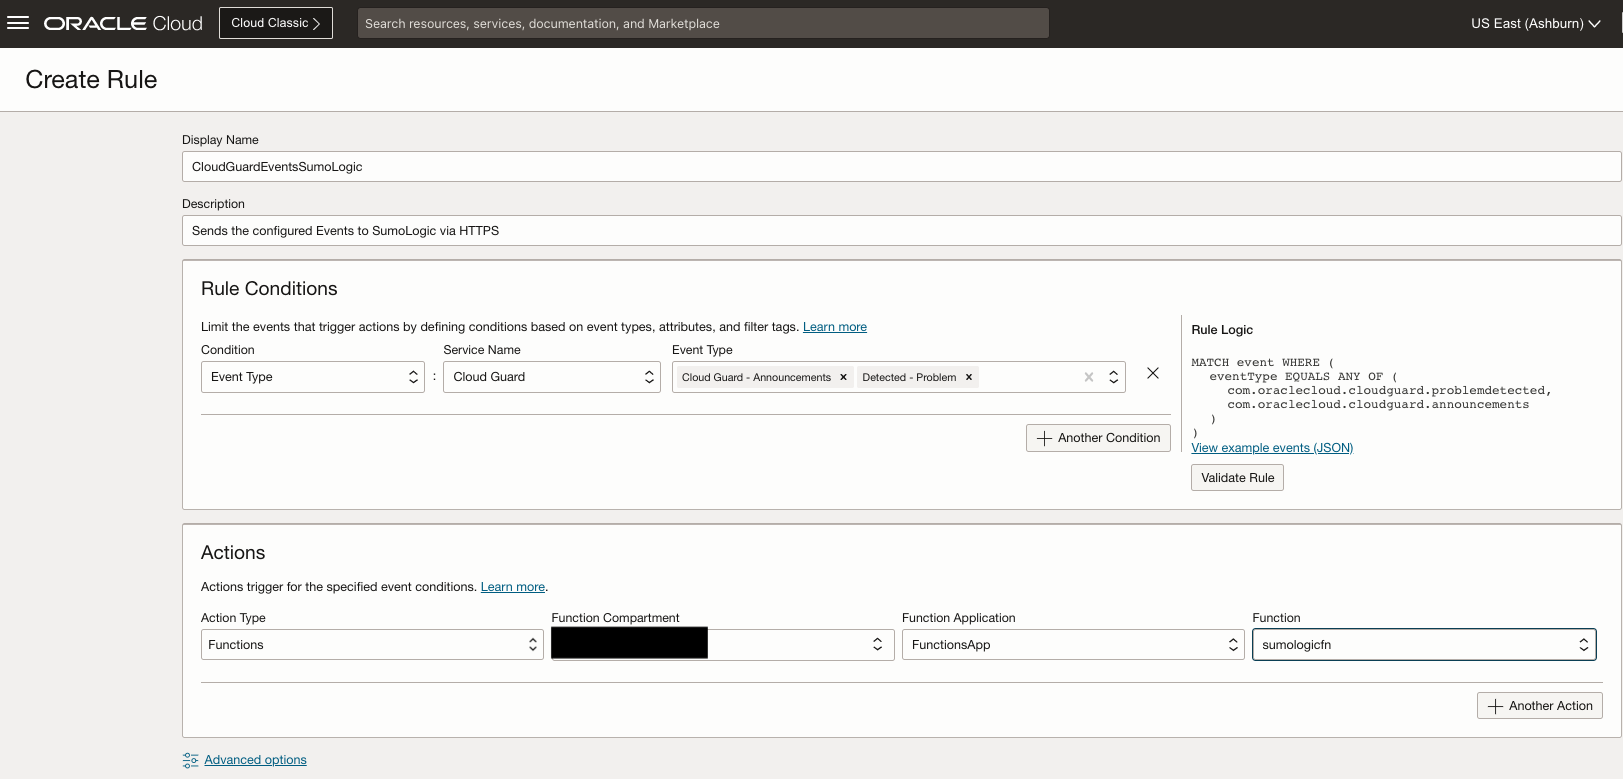 ORACLE Cloud Cloud Classic Search resources, services, documentation, and Marketplace US East (Ashburn)
Create Rule
Display Name
CloudGuardEventsSumoLogic
Description
Sends the configured Events to SumoLogic via HTTPS
Rule Conditions
Limit the events that trigger actions by defining conditions based on event types, attributes, and filter tags. Learn more
Condition Service Name Event Type
Event Type : Cloud Guard Cloud Guard - Announcements × Detected - Problem ×
+ Another Condition
Rule Logic
MATCH event WHERE (
eventType EQUALS ANY OF (
com.oraclecloud.cloudguard.problemdetected,
com.oraclecloud.cloudguard.announcements
)
)
View example events (JSON)
Validate Rule
Actions
Actions trigger for the specified event conditions. Learn more.
Action Type Function Compartment Function Application Function
Functions FunctionsApp sumologicfn
+ Another Action
Advanced options